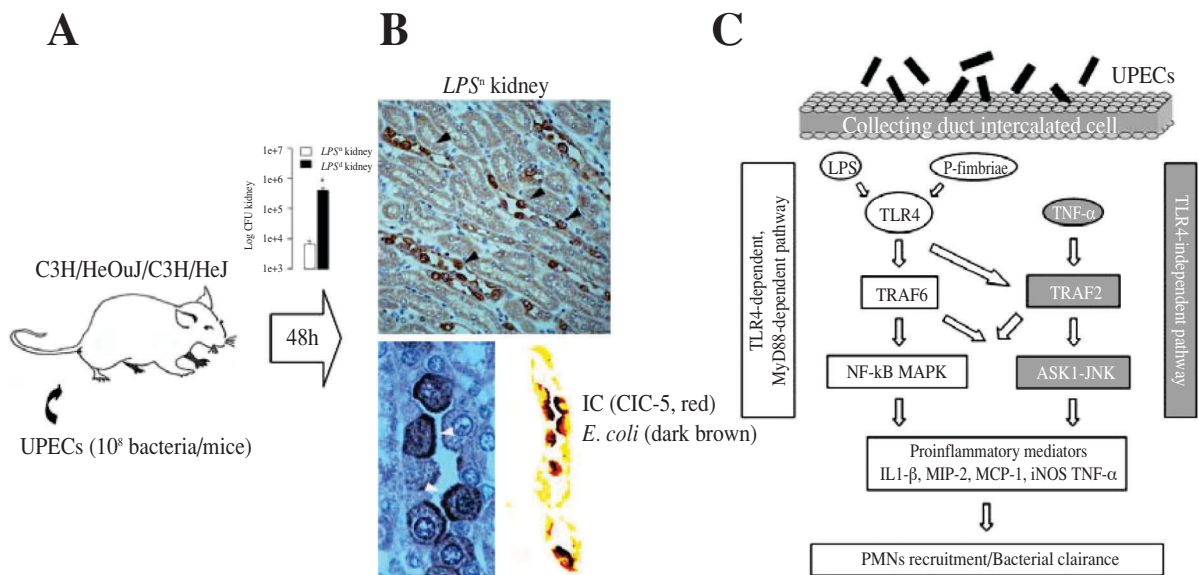 A
1e+7
1e+6
1e+5
1e+4
1e+3
Log CFU kidney
LPSⁿ kidney
LPSᵈ kidney
*
C3H/HeOuJ/C3H/HeJ
48h
UPECs (10⁸ bacteria/mice)
B
LPSⁿ kidney
IC (CIC-5, red)
E. coli (dark brown)
C
UPECs
Collecting duct intercalated cell
TLR4-dependent,
MyD88-dependent pathway
LPS
P-fimbriae
TLR4
TNF-α
TRAF6
TRAF2
NF-kB MAPK
ASK1-JNK
TLR4-independent
pathway
Proinflammatory mediators
IL1-β, MIP-2, MCP-1, iNOS TNF-α
PMNs recruitment/Bacterial clairance